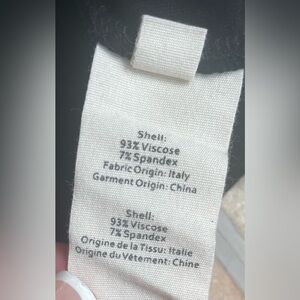 Shell:
93% Viscose
7% Spandex
Fabric Origin: Italy
Garment Origin: China
Shell:
93% Viscose
7% Spandex
Origine de la Tissu: Italie
Origine du Vêtement: Chine